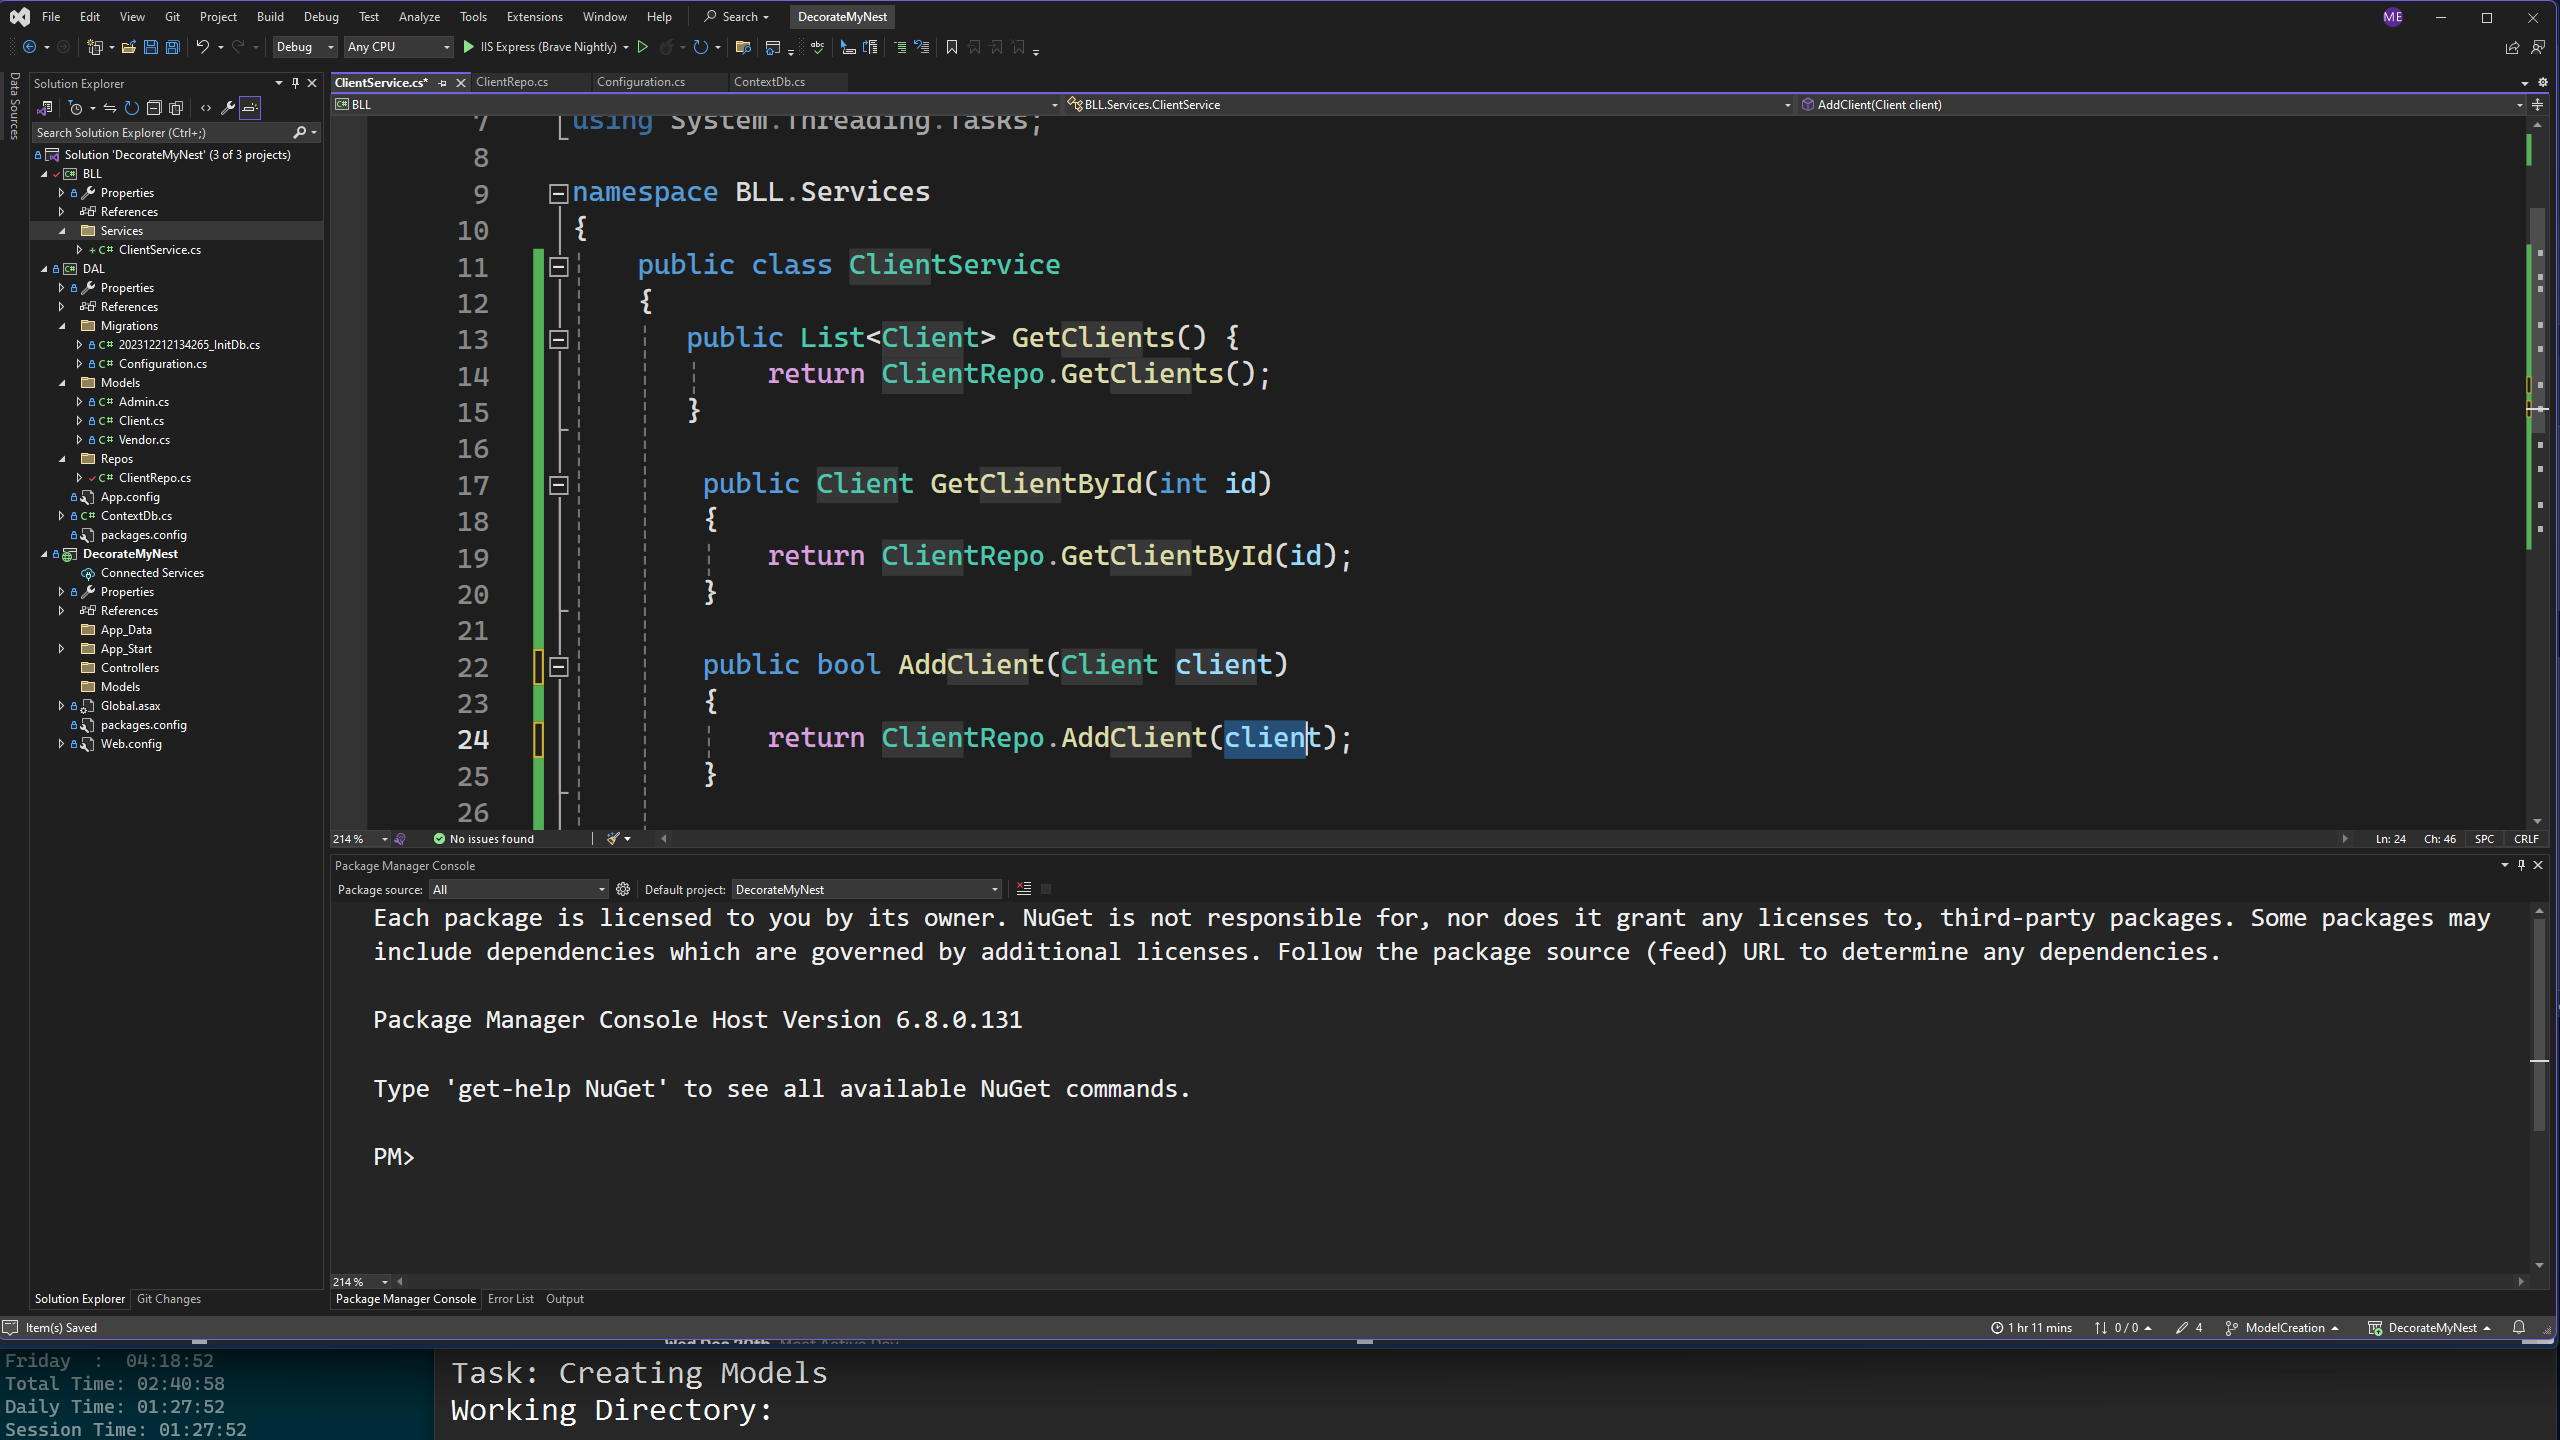 File Edit View Git Project Build Debug Test Analyze Tools Extensions Window Help Search DecorateMyNest ME
Debug Any CPU IIS Express (Brave Nightly)
Data Sources
Solution Explorer
Search Solution Explorer (Ctrl+;)
Solution 'DecorateMyNest' (3 of 3 projects)
BLL
Properties
References
Services
ClientService.cs
DAL
Properties
References
Migrations
202312212134265_InitDb.cs
Configuration.cs
Models
Admin.cs
Client.cs
Vendor.cs
Repos
ClientRepo.cs
App.config
ContextDb.cs
packages.config
DecorateMyNest
Connected Services
Properties
References
App_Data
App_Start
Controllers
Models
Global.asax
packages.config
Web.config
Solution Explorer Git Changes
ClientService.cs* ClientRepo.cs Configuration.cs ContextDb.cs
BLL BLL.Services.ClientService AddClient(Client client)
7 using System.Threading.Tasks;
8
9 namespace BLL.Services
10 {
11 public class ClientService
12 {
13 public List<Client> GetClients() {
14 return ClientRepo.GetClients();
15 }
16
17 public Client GetClientById(int id)
18 {
19 return ClientRepo.GetClientById(id);
20 }
21
22 public bool AddClient(Client client)
23 {
24 return ClientRepo.AddClient(client);
25 }
26
214 % No issues found Ln: 24 Ch: 46 SPC CRLF
Package Manager Console
Package source: All Default project: DecorateMyNest
Each package is licensed to you by its owner. NuGet is not responsible for, nor does it grant any licenses to, third-party packages. Some packages may
include dependencies which are governed by additional licenses. Follow the package source (feed) URL to determine any dependencies.
Package Manager Console Host Version 6.8.0.131
Type 'get-help NuGet' to see all available NuGet commands.
PM>
214 %
Package Manager Console Error List Output
Item(s) Saved 1 hr 11 mins 0 / 0 4 ModelCreation DecorateMyNest
Wed Dec 20th Most Active Day
Friday : 04:18:52
Total Time: 02:40:58
Daily Time: 01:27:52
Session Time: 01:27:52
Task: Creating Models
Working Directory: